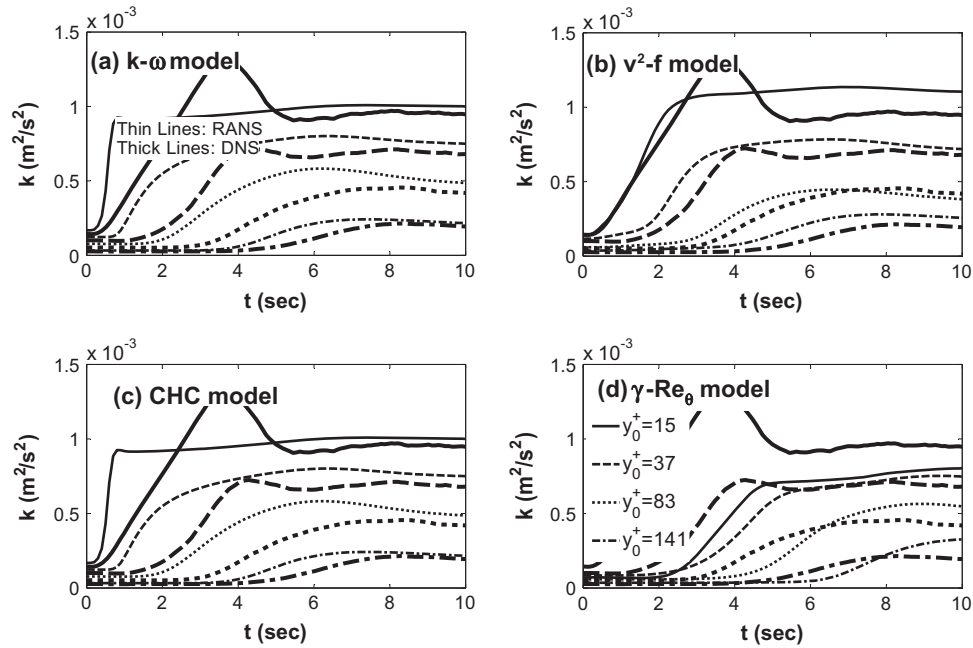 x 10⁻³
1.5
1
0.5
0
k (m²/s²)
(a) k-ω model
Thin Lines: RANS
Thick Lines: DNS
0 2 4 6 8 10
t (sec)
x 10⁻³
1.5
1
0.5
0
k (m²/s²)
(b) v²-f model
0 2 4 6 8 10
t (sec)
x 10⁻³
1.5
1
0.5
0
k (m²/s²)
(c) CHC model
0 2 4 6 8 10
t (sec)
x 10⁻³
1.5
1
0.5
0
k (m²/s²)
(d) γ-Reθ model
y₀⁺=15
y₀⁺=37
y₀⁺=83
y₀⁺=141
0 2 4 6 8 10
t (sec)